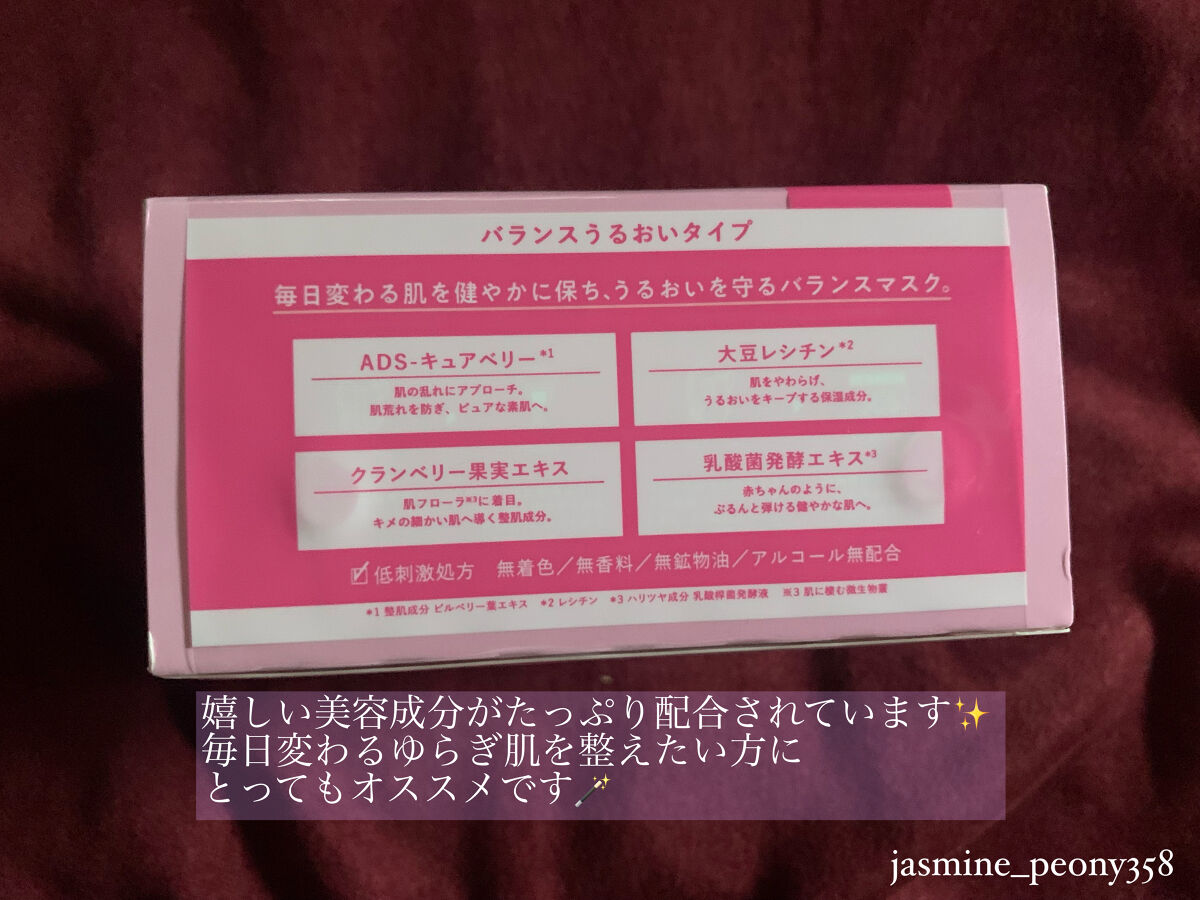 バランスうるおいタイプ
毎日変わる肌を健やかに保ち、うるおいを守るバランスマスク。
ADS-キュアベリー*1
肌の乱れにアプローチ。
肌荒れを防ぎ、ピュアな素肌へ。
大豆レシチン*2
肌をやわらげ、
うるおいをキープする保湿成分。
クランベリー果実エキス
肌フローラ※3に着目。
キメの細かい肌へ導く整肌成分。
乳酸菌発酵エキス*3
赤ちゃんのように、
ぷるんと弾ける健やかな肌へ。
☑低刺激処方 無着色／無香料／無鉱物油／アルコール無配合
*1 整肌成分 ビルベリー葉エキス *2 レシチン *3 ハリツヤ成分 乳酸桿菌発酵液 ※3 肌に棲む微生物叢
嬉しい美容成分がたっぷり配合されています✨
毎日変わるゆらぎ肌を整えたい方に
とってもオススメです🪄
jasmine_peony358